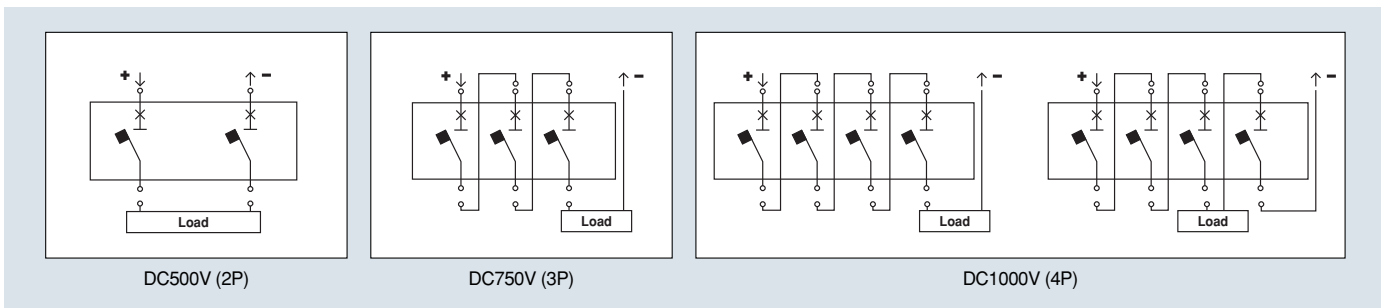 + −
Load
DC500V (2P)
+ −
Load
DC750V (3P)
+ −
Load
+ −
Load
DC1000V (4P)